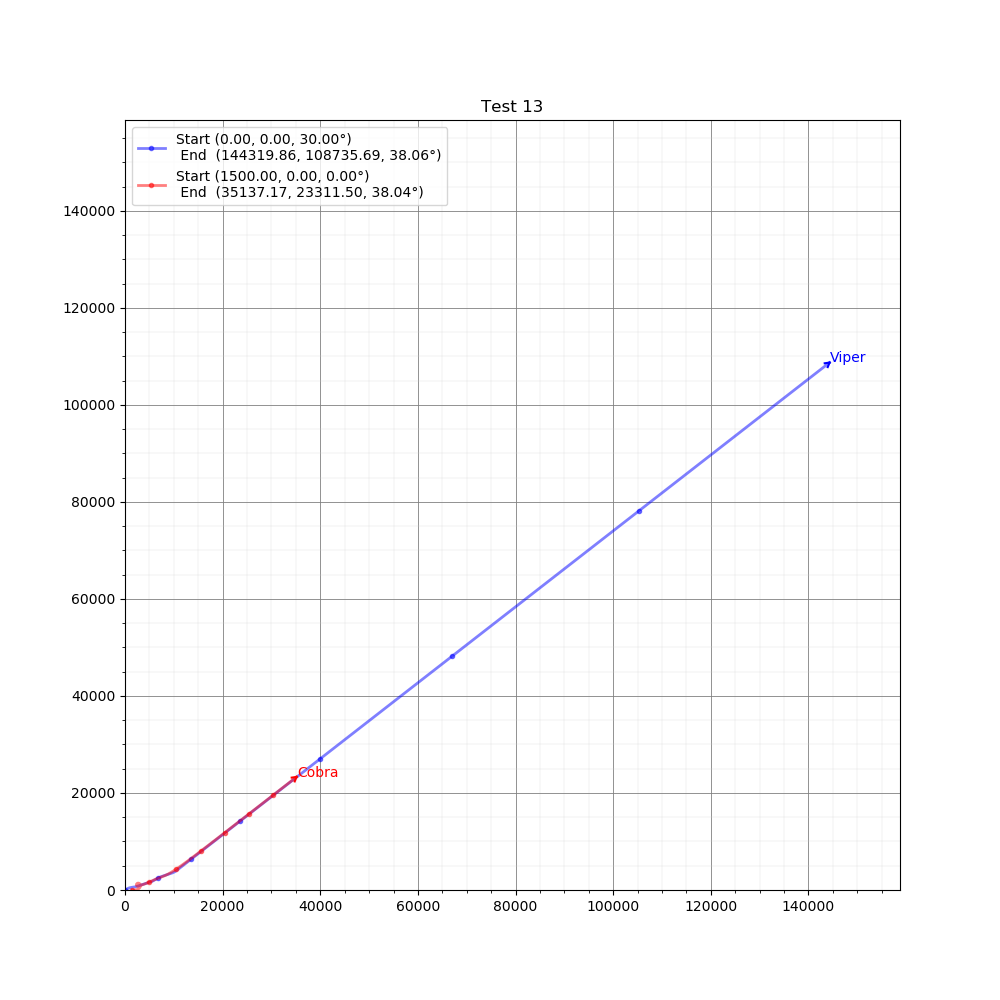 Test 13
Start (0.00, 0.00, 30.00°)
End  (144319.86, 108735.69, 38.06°)
Start (1500.00, 0.00, 0.00°)
End  (35137.17, 23311.50, 38.04°)
140000
120000
100000
80000
60000
40000
20000
0
Viper
Cobra
0 20000 40000 60000 80000 100000 120000 140000